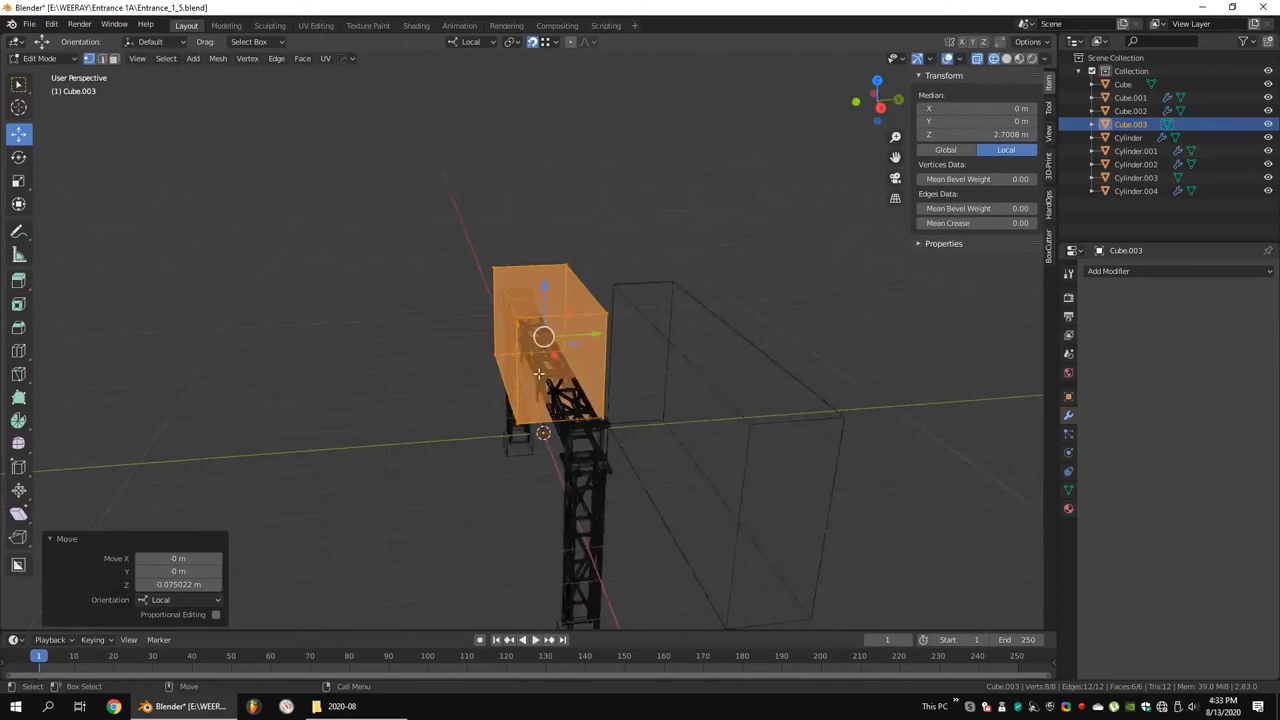 Blender* [E:\WEERAY\Entrance 1A\Entrance_1_5.blend]
File Edit Render Window Help Layout Modeling Sculpting UV Editing Texture Paint Shading Animation Rendering Compositing Scripting + Scene View Layer
Orientation: Default Drag: Select Box Local X Y Z Options
Edit Mode View Select Add Mesh Vertex Edge Face UV
User Perspective
(1) Cube.003
Transform
Median:
X 0 m
Y 0 m
Z 2.7008 m
Global Local
Vertices Data:
Mean Bevel Weight 0.00
Edges Data:
Mean Bevel Weight 0.00
Mean Crease 0.00
Properties
Item
Tool
View
3D-Print
HardOps
BoxCutter
Z
Scene Collection
Collection
Cube
Cube.001
Cube.002
Cube.003
Cylinder
Cylinder.001
Cylinder.002
Cylinder.003
Cylinder.004
Cube.003
Add Modifier
Move
Move X -0 m
Y -0 m
Z -0.075022 m
Orientation Local
Proportional Editing
Playback Keying View Marker 1 Start 1 End 250
1 10 20 30 40 50 60 70 80 90 100 110 120 130 140 150 160 170 180 190 200 210 220 230 240 250
Select Box Select Move Call Menu Cube.003 | Verts:8/8 | Edges:12/12 | Faces:6/6 | Tris:12 | Mem: 39.0 MiB | 2.83.0
Blender* [E:\WEER... 2020-08 This PC 4:33 PM
8/13/2020